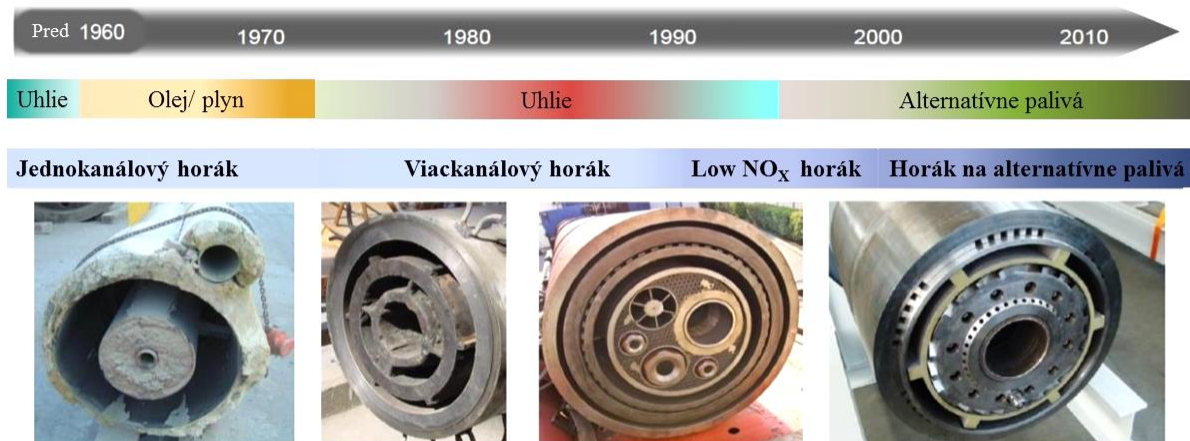 Pred 1960 1970 1980 1990 2000 2010
Uhlie Olej/ plyn Uhlie Alternatívne palivá
Jednokanálový horák Viackanálový horák Low NOX horák Horák na alternatívne palivá